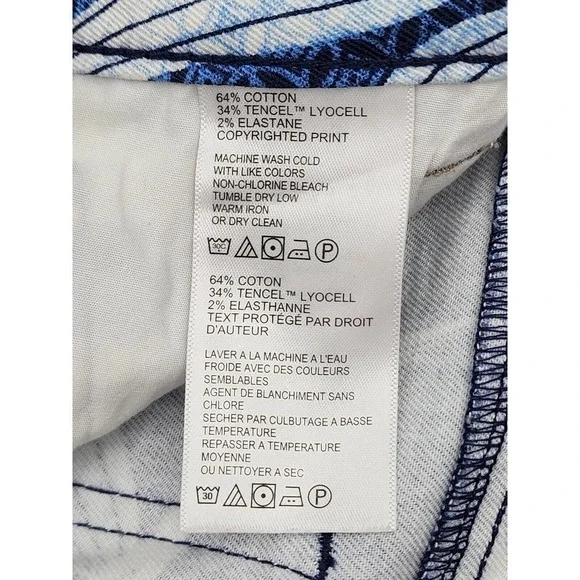 64% COTTON
34% TENCEL™ LYOCELL
2% ELASTANE
COPYRIGHTED PRINT
MACHINE WASH COLD
WITH LIKE COLORS
NON-CHLORINE BLEACH
TUMBLE DRY LOW
WARM IRON
OR DRY CLEAN
30C P
64% COTON
34% TENCEL™ LYOCELL
2% ELASTHANNE
TEXT PROTÉGÉ PAR DROIT
D'AUTEUR
LAVER A LA MACHINE A L'EAU
FROIDE AVEC DES COULEURS
SEMBLABLES
AGENT DE BLANCHIMENT SANS
CHLORE
SECHER PAR CULBUTAGE A BASSE
TEMPERATURE
REPASSER A TEMPERATURE
MOYENNE
OU NETTOYER A SEC
30 P